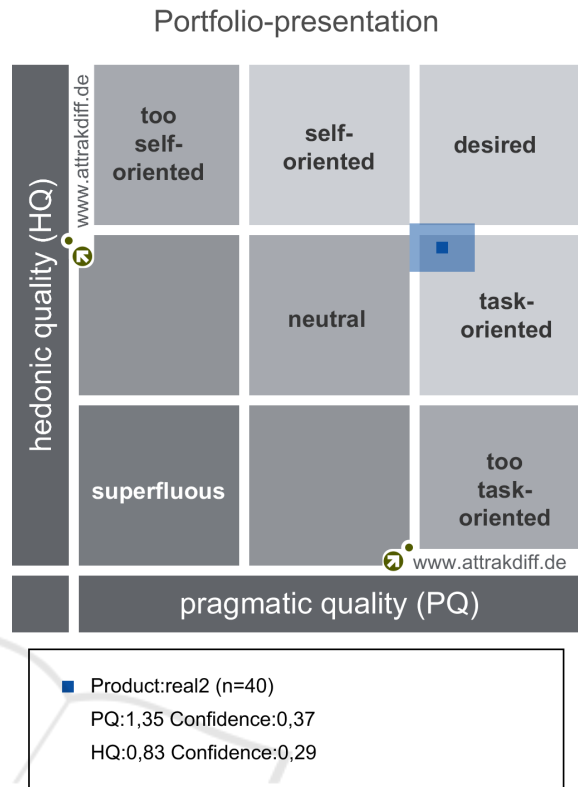 Portfolio-presentation
www.attrakdiff.de
hedonic quality (HQ)
too
self-
oriented
self-
oriented
desired
neutral
task-
oriented
superfluous
too
task-
oriented
www.attrakdiff.de
pragmatic quality (PQ)
Product:real2 (n=40)
PQ:1,35 Confidence:0,37
HQ:0,83 Confidence:0,29